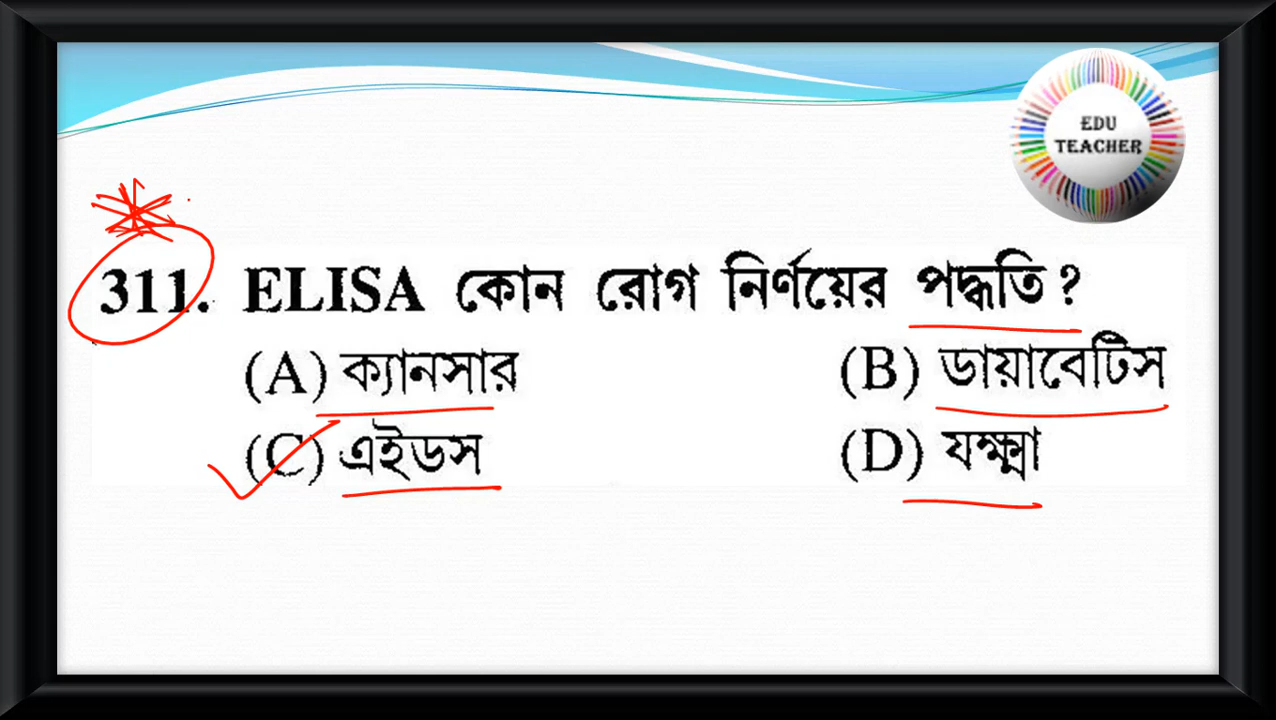 EDU
TEACHER
311. ELISA কোন রোগ নির্ণয়ের পদ্ধতি?
(A) ক্যানসার (B) ডায়াবেটিস
(C) এইডস (D) যক্ষ্মা